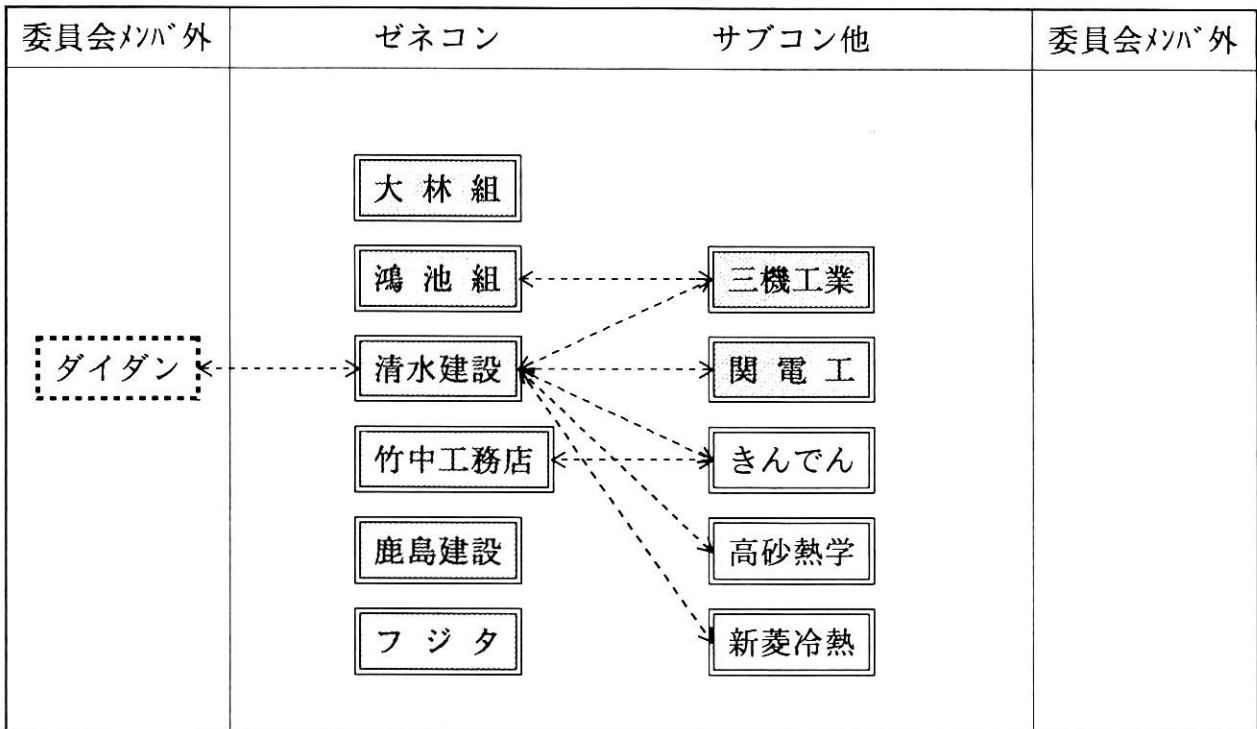 委員会ﾒﾝﾊﾞ外 ゼネコン サブコン他 委員会ﾒﾝﾊﾞ外
大林組
鴻池組 三機工業
ダイダン 清水建設 関電工
竹中工務店 きんでん
鹿島建設 高砂熱学
フジタ 新菱冷熱